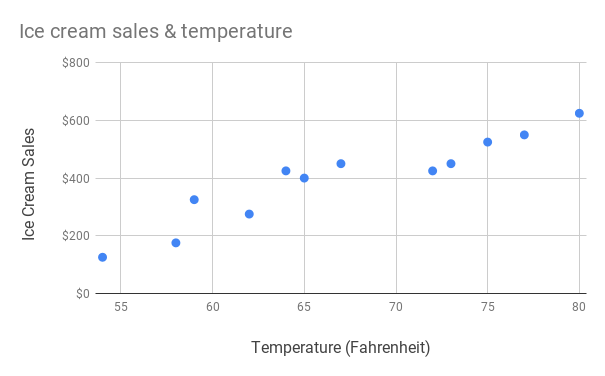 Ice cream sales & temperature
$800
$600
$400
$200
$0
Ice Cream Sales
55 60 65 70 75 80
Temperature (Fahrenheit)